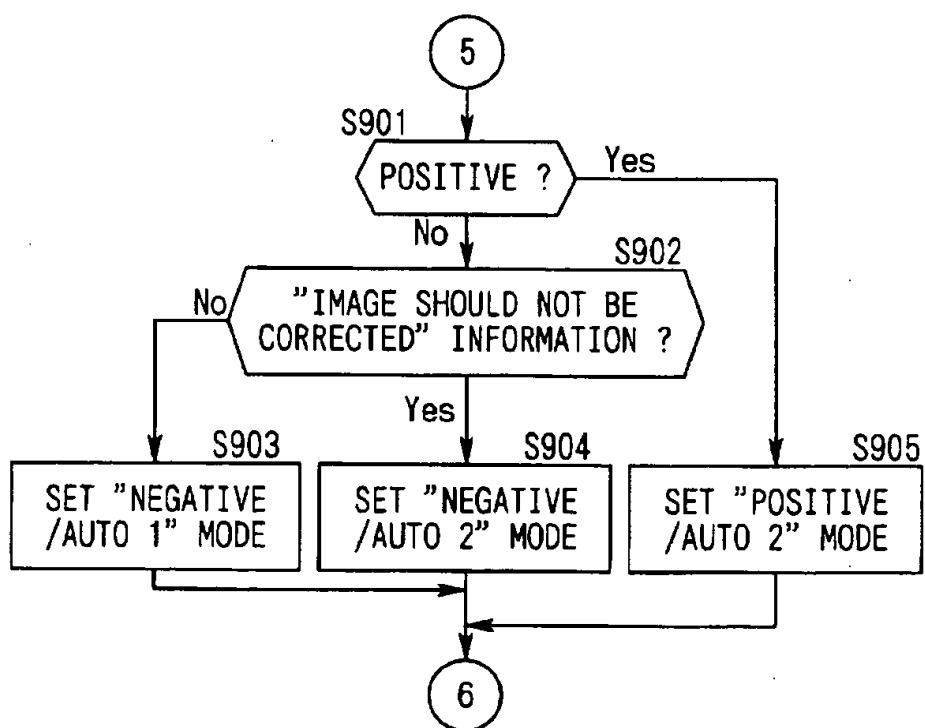 5
S901
POSITIVE ?
Yes
No
S902
"IMAGE SHOULD NOT BE
CORRECTED" INFORMATION ?
No
Yes
S903
SET "NEGATIVE
/AUTO 1" MODE
S904
SET "NEGATIVE
/AUTO 2" MODE
S905
SET "POSITIVE
/AUTO 2" MODE
6